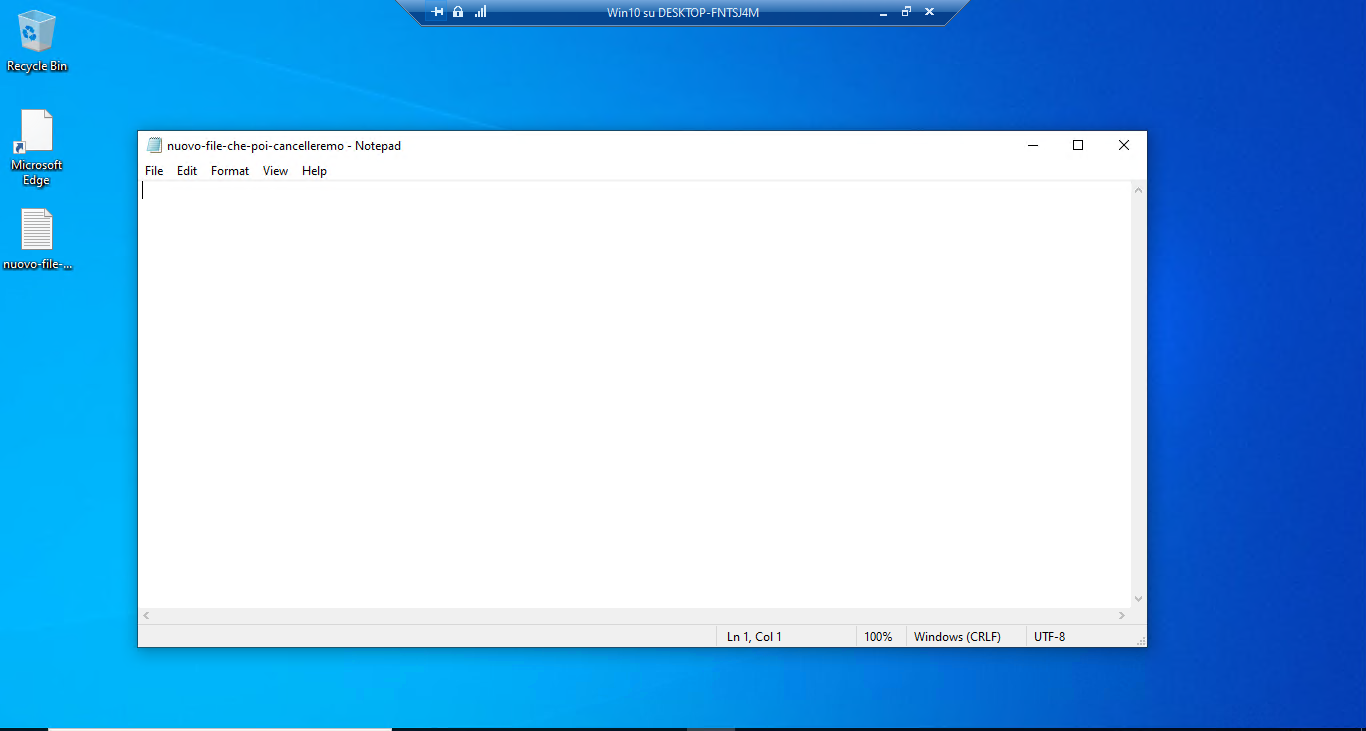 Win10 su DESKTOP-FNTSJ4M
Recycle Bin
Microsoft
Edge
nuovo-file-...
nuovo-file-che-poi-cancelleremo - Notepad
File Edit Format View Help
Ln 1, Col 1 100% Windows (CRLF) UTF-8